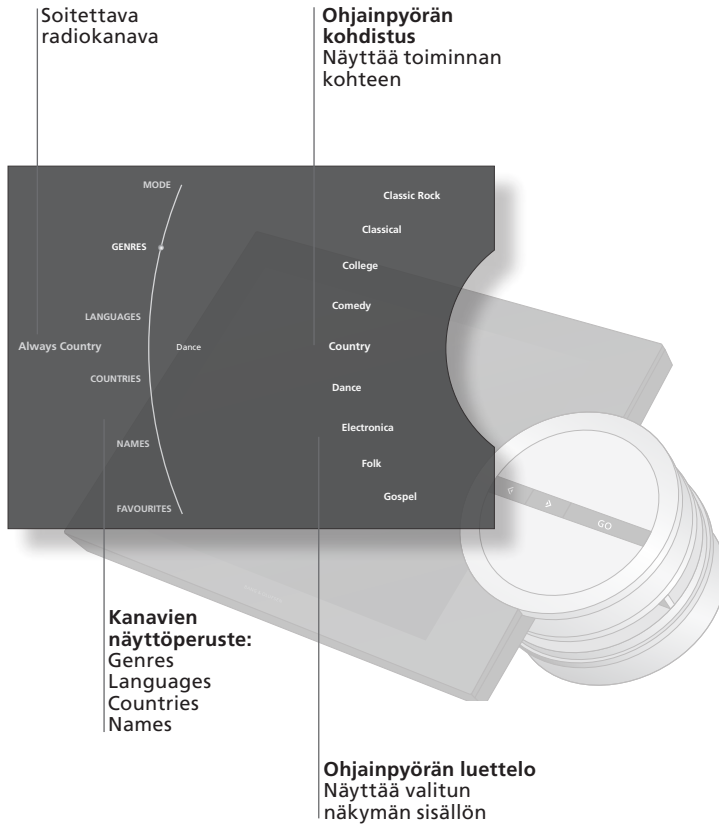 Soitettava
radiokanava
Ohjainpyörän
kohdistus
Näyttää toiminnan
kohteen
MODE
GENRES
LANGUAGES
Always Country
COUNTRIES
NAMES
FAVOURITES
Dance
Classic Rock
Classical
College
Comedy
Country
Dance
Electronica
Folk
Gospel
GO
Kanavien
näyttöperuste:
Genres
Languages
Countries
Names
Ohjainpyörän luettelo
Näyttää valitun
näkymän sisällön